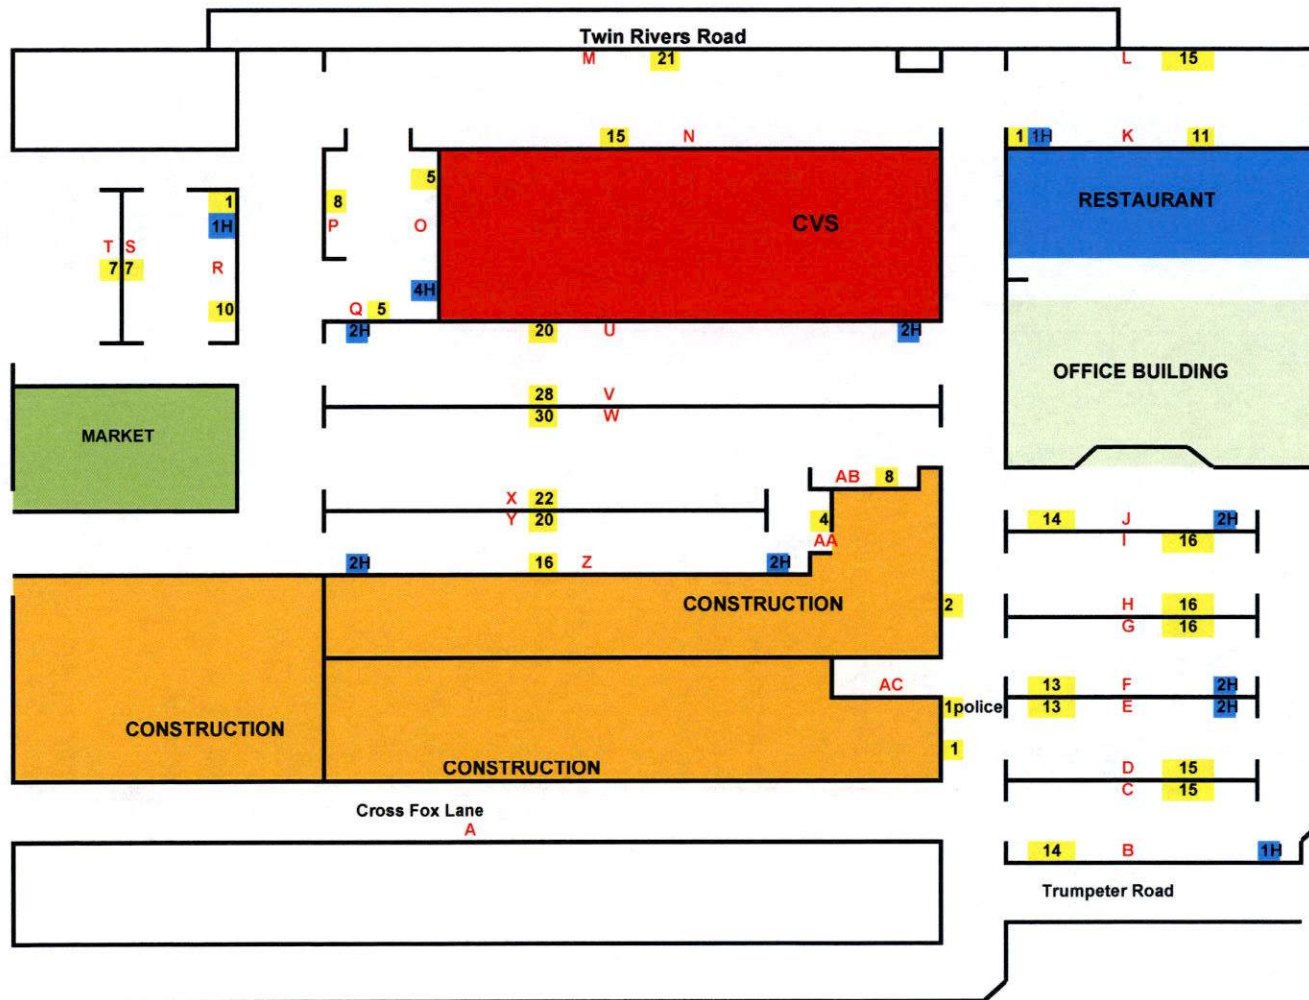 Twin Rivers Road
M 21 L 15
15 N 1 1H K 11
5
1 8 RESTAURANT
1H P O CVS
T S
7 7 R
4H
10 Q 5
2H 20 U 2H
OFFICE BUILDING
28 V
30 W
MARKET
AB 8
X 22
Y 20 4 14 J 2H
AA I 16
2H 16 Z 2H
CONSTRUCTION 2 H 16
G 16
AC 13 F 2H
1police 13 E 2H
CONSTRUCTION
1
CONSTRUCTION D 15
C 15
Cross Fox Lane
A
14 B 1H
Trumpeter Road